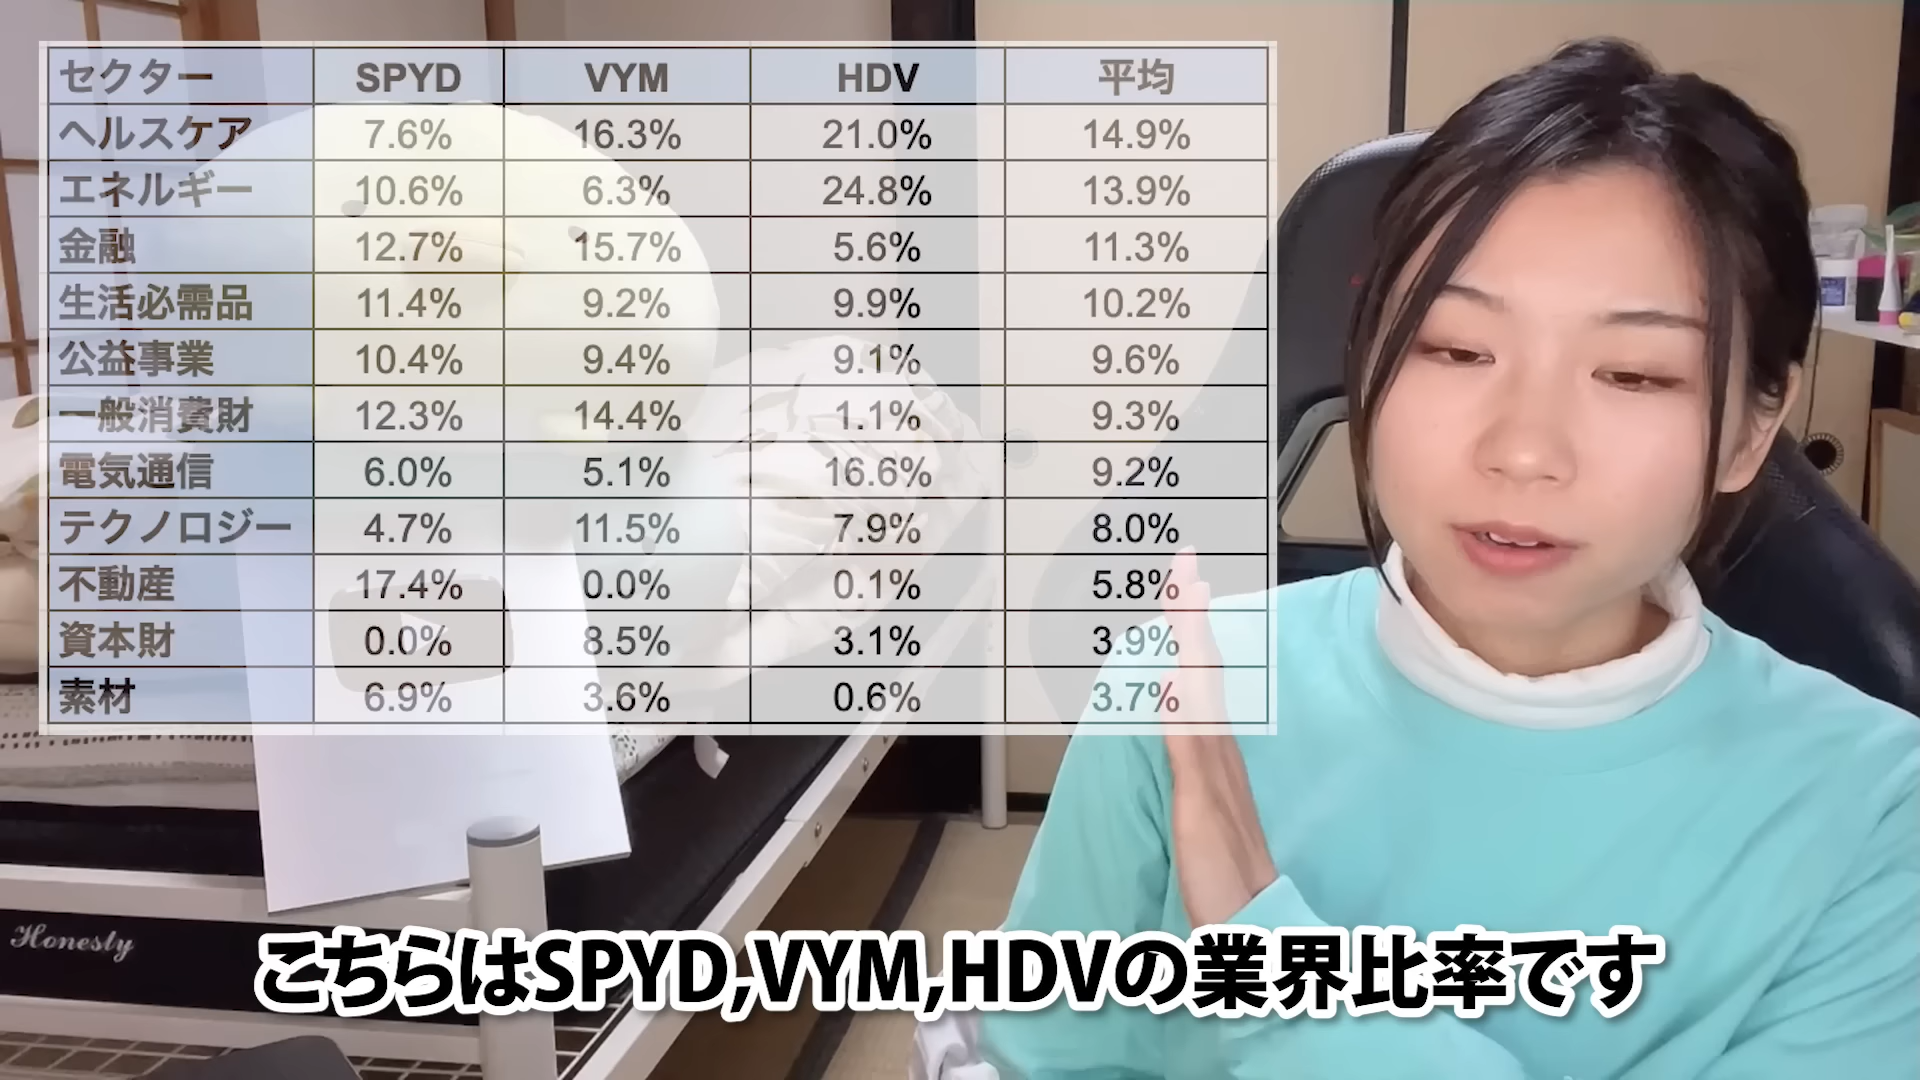 セクター SPYD VYM HDV 平均
ヘルスケア 7.6% 16.3% 21.0% 14.9%
エネルギー 10.6% 6.3% 24.8% 13.9%
金融 12.7% 15.7% 5.6% 11.3%
生活必需品 11.4% 9.2% 9.9% 10.2%
公益事業 10.4% 9.4% 9.1% 9.6%
一般消費財 12.3% 14.4% 1.1% 9.3%
電気通信 6.0% 5.1% 16.6% 9.2%
テクノロジー 4.7% 11.5% 7.9% 8.0%
不動産 17.4% 0.0% 0.1% 5.8%
資本財 0.0% 8.5% 3.1% 3.9%
素材 6.9% 3.6% 0.6% 3.7%
Honesty
こちらはSPYD,VYM,HDVの業界比率です